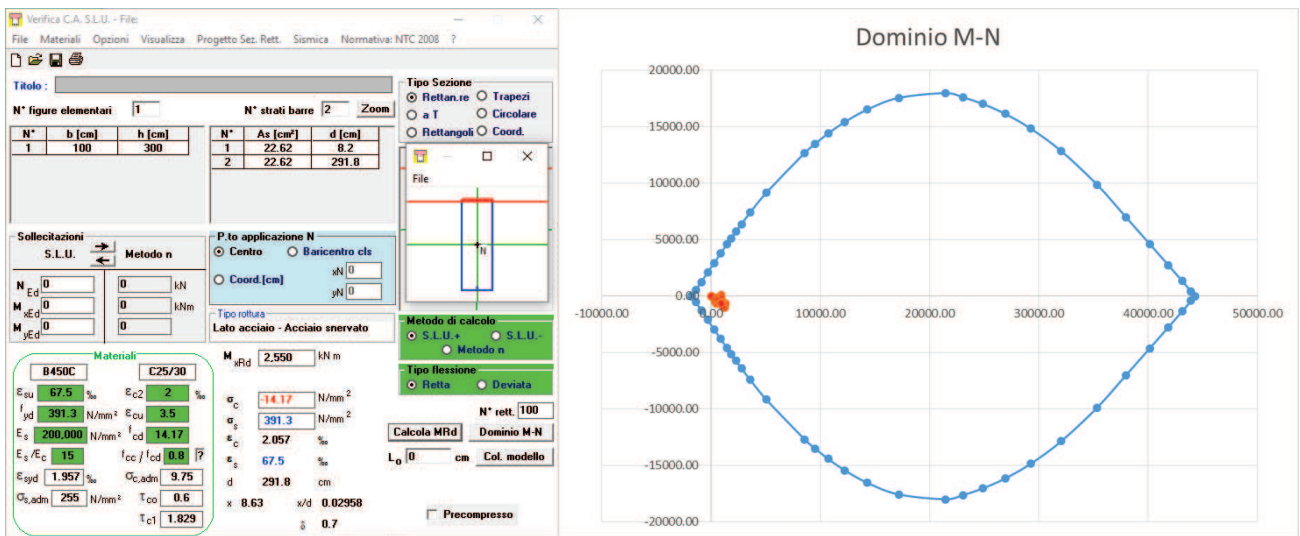 Verifica C.A. S.L.U. - File:
File Materiali Opzioni Visualizza Progetto Sez. Rett. Sismica Normativa: NTC 2008 ?
Titolo :
N° figure elementari 1 N° strati barre 2 Zoom
N° b [cm] h [cm]
1 100 300
N° As [cm²] d [cm]
1 22.62 8.2
2 22.62 291.8
Tipo Sezione
Rettan.re Trapezi
a T Circolare
Rettangoli Coord.
File
N
Sollecitazioni
S.L.U. Metodo n
N Ed 0 0 kN
M xEd 0 0 kNm
M yEd 0 0
P.to applicazione N
Centro Baricentro cls
Coord.[cm] xN 0
yN 0
Tipo rottura
Lato acciaio - Acciaio snervato
Metodo di calcolo
S.L.U.+ S.L.U.-
Metodo n
Tipo flessione
Retta Deviata
Materiali
B450C C25/30
εsu 67.5 ‰ εc2 2 ‰
fyd 391.3 N/mm² εcu 3.5
Es 200,000 N/mm² fcd 14.17
Es/Ec 15 fcc/fcd 0.8 ?
εsyd 1.957 ‰ σc,adm 9.75
σs,adm 255 N/mm² τco 0.6
τc1 1.829
M xRd 2,550 kN m
σc -14.17 N/mm²
σs 391.3 N/mm²
εc 2.057 ‰
εs 67.5 ‰
d 291.8 cm
x 8.63 x/d 0.02958
δ 0.7
N° rett. 100
Calcola MRd Dominio M-N
L₀ 0 cm Col. modello
Precompresso
Dominio M-N
20000.00
15000.00
10000.00
5000.00
0.00
-10000.00 0.00 10000.00 20000.00 30000.00 40000.00 50000.00
-5000.00
-10000.00
-15000.00
-20000.00